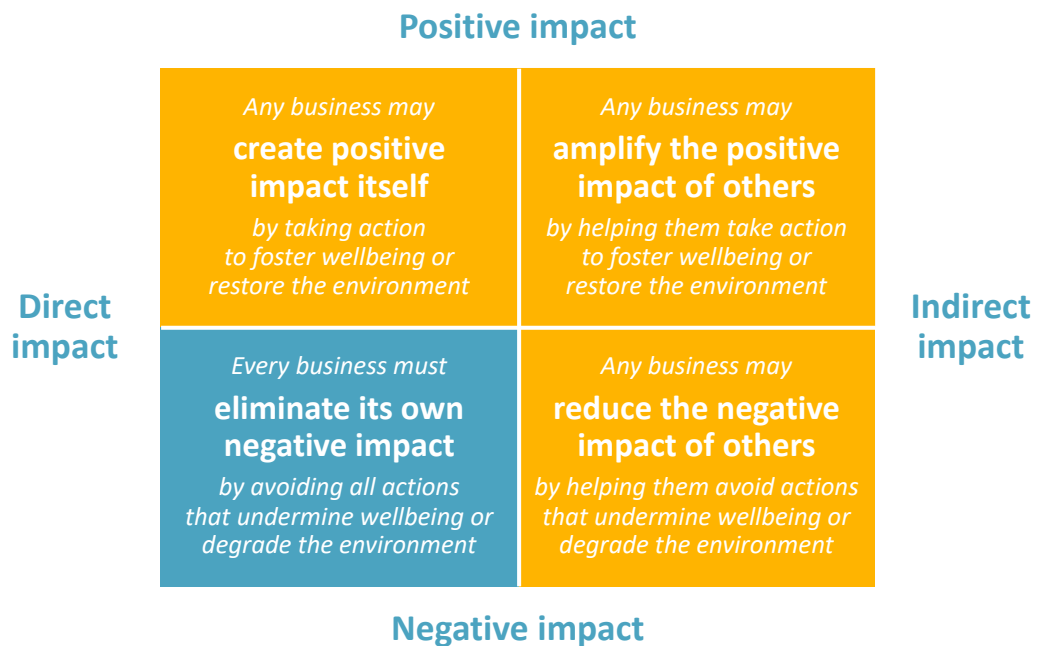 Positive impact
Any business may
create positive
impact itself
by taking action
to foster wellbeing or
restore the environment
Any business may
amplify the positive
impact of others
by helping them take action
to foster wellbeing or
restore the environment
Direct
impact
Indirect
impact
Every business must
eliminate its own
negative impact
by avoiding all actions
that undermine wellbeing or
degrade the environment
Any business may
reduce the negative
impact of others
by helping them avoid actions
that undermine wellbeing or
degrade the environment
Negative impact